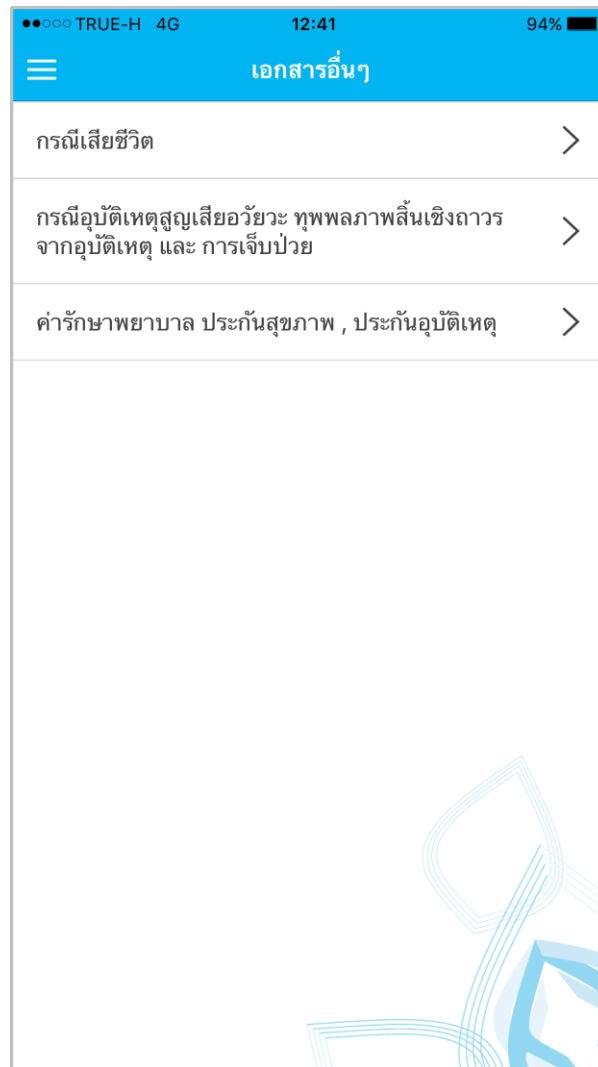 TRUE-H 4G 12:41 94%
เอกสารอื่นๆ
กรณีเสียชีวิต
กรณีอุบัติเหตุสูญเสียอวัยวะ ทุพพลภาพสิ้นเชิงถาวร
จากอุบัติเหตุ และ การเจ็บป่วย
ค่ารักษาพยาบาล ประกันสุขภาพ , ประกันอุบัติเหตุ